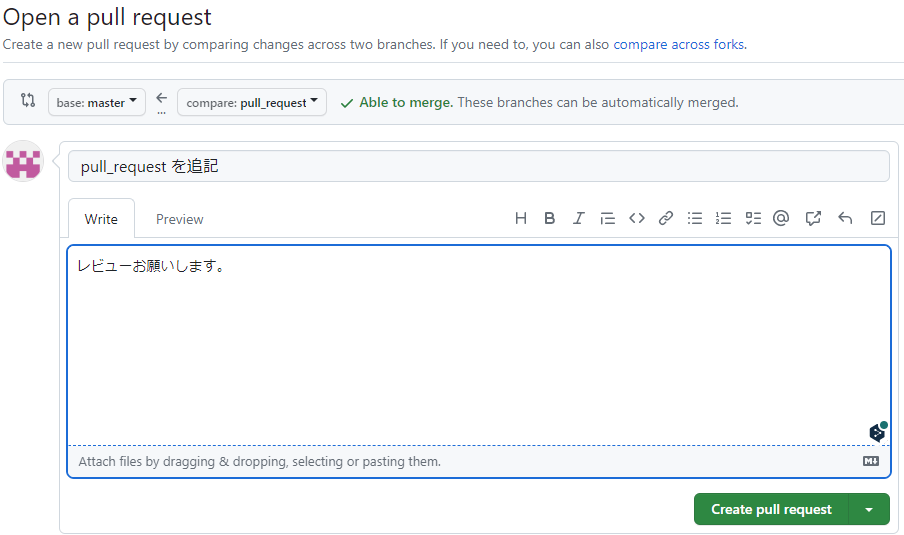 Open a pull request
Create a new pull request by comparing changes across two branches. If you need to, you can also compare across forks.
base: master ← compare: pull_request ✓ Able to merge. These branches can be automatically merged.
...
pull_request を追記
Write Preview
レビューお願いします。
Attach files by dragging & dropping, selecting or pasting them.
Create pull request